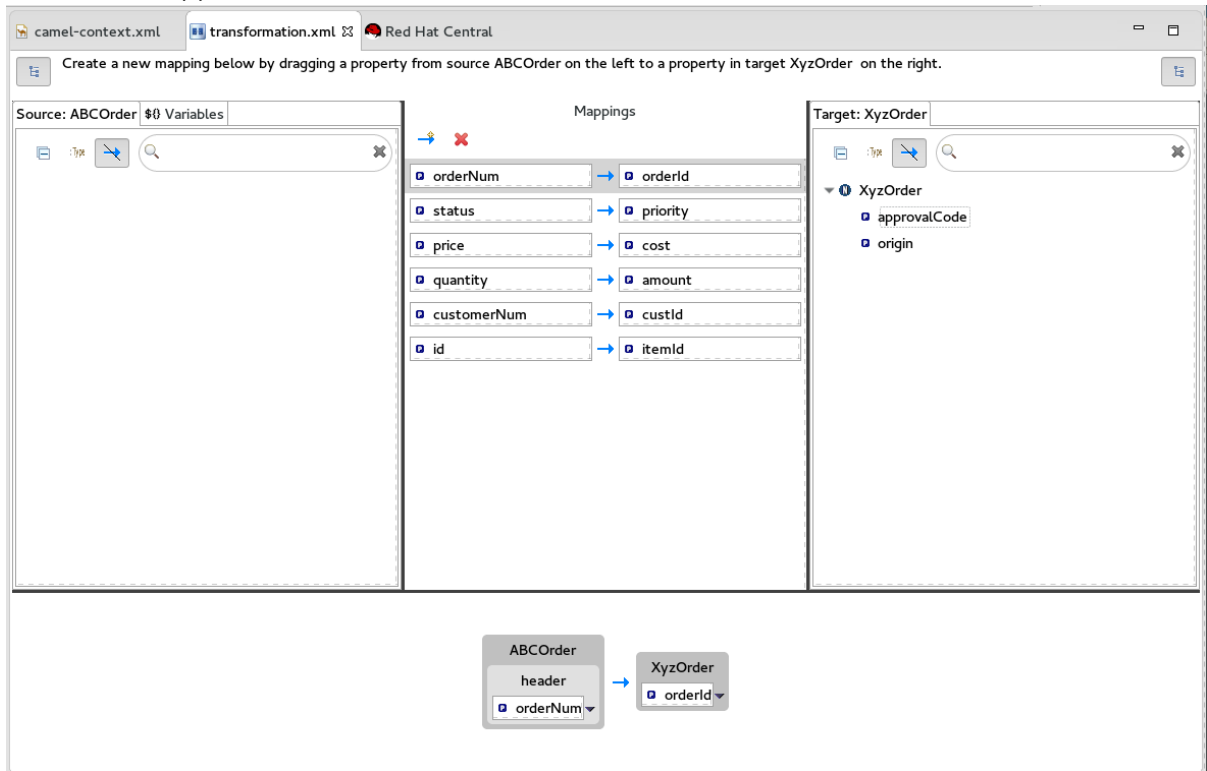 camel-context.xml transformation.xml Red Hat Central
Create a new mapping below by dragging a property from source ABCOrder on the left to a property in target XyzOrder on the right.
Source: ABCOrder ${} Variables Mappings Target: XyzOrder
:Type :Type
orderNum orderId
XyzOrder
status priority
approvalCode
price cost
origin
quantity amount
customerNum custId
id itemId
ABCOrder
XyzOrder
header
orderId
orderNum